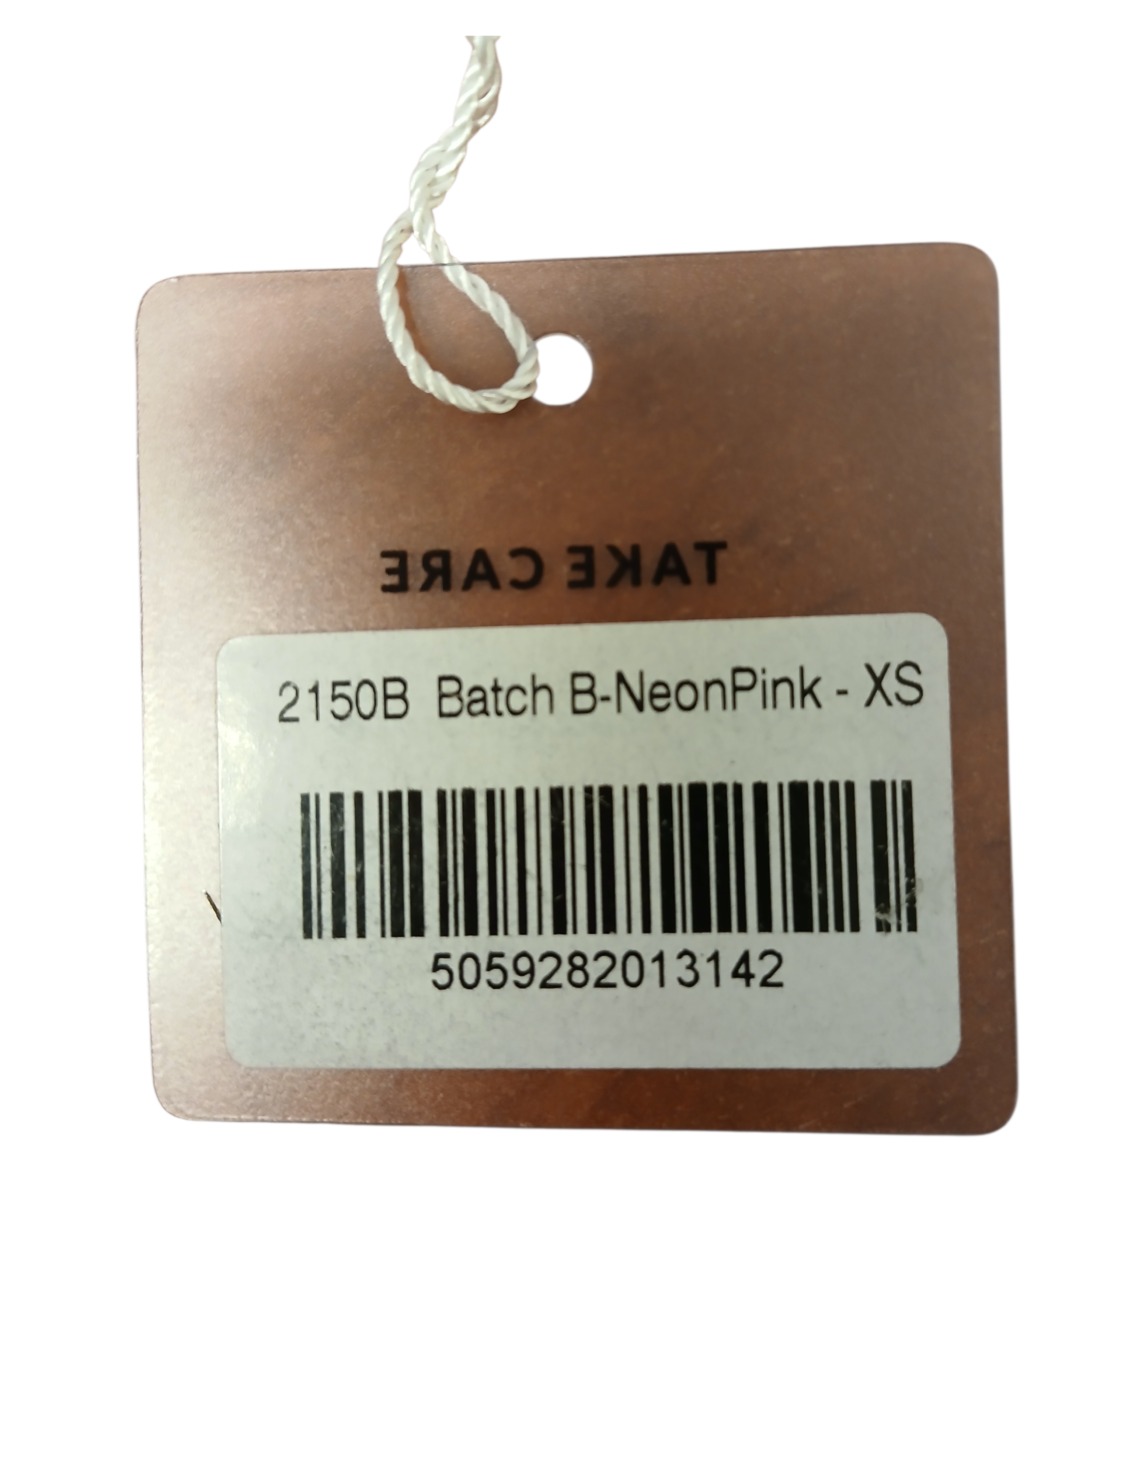 TAKE CARE
2150B Batch B-NeonPink - XS
5059282013142